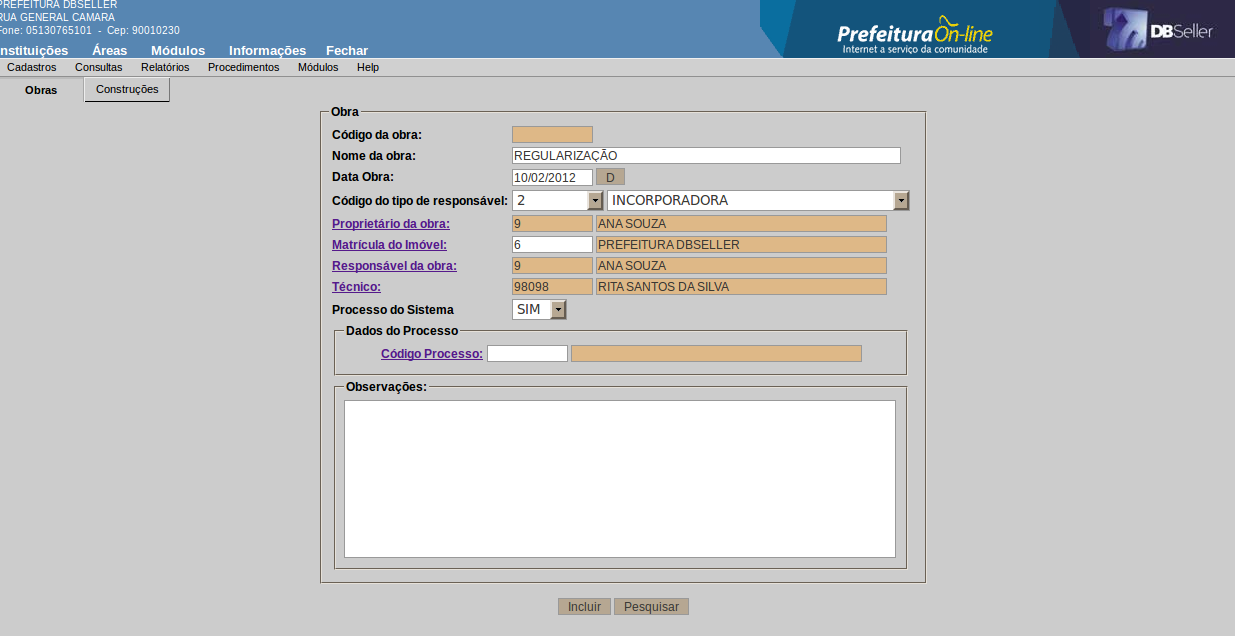 PREFEITURA DBSELLER
RUA GENERAL CAMARA
Fone: 05130765101 - Cep: 90010230
nstituições Áreas Módulos Informações Fechar
PrefeituraOn-line
Internet a serviço da comunidade
DBSeller
Cadastros Consultas Relatórios Procedimentos Módulos Help
Obras Construções
Obra
Código da obra:
Nome da obra: REGULARIZAÇÃO
Data Obra: 10/02/2012 D
Código do tipo de responsável: 2 INCORPORADORA
Proprietário da obra: 9 ANA SOUZA
Matrícula do Imóvel: 6 PREFEITURA DBSELLER
Responsável da obra: 9 ANA SOUZA
Técnico: 98098 RITA SANTOS DA SILVA
Processo do Sistema SIM
Dados do Processo
Código Processo:
Observações:
Incluir Pesquisar